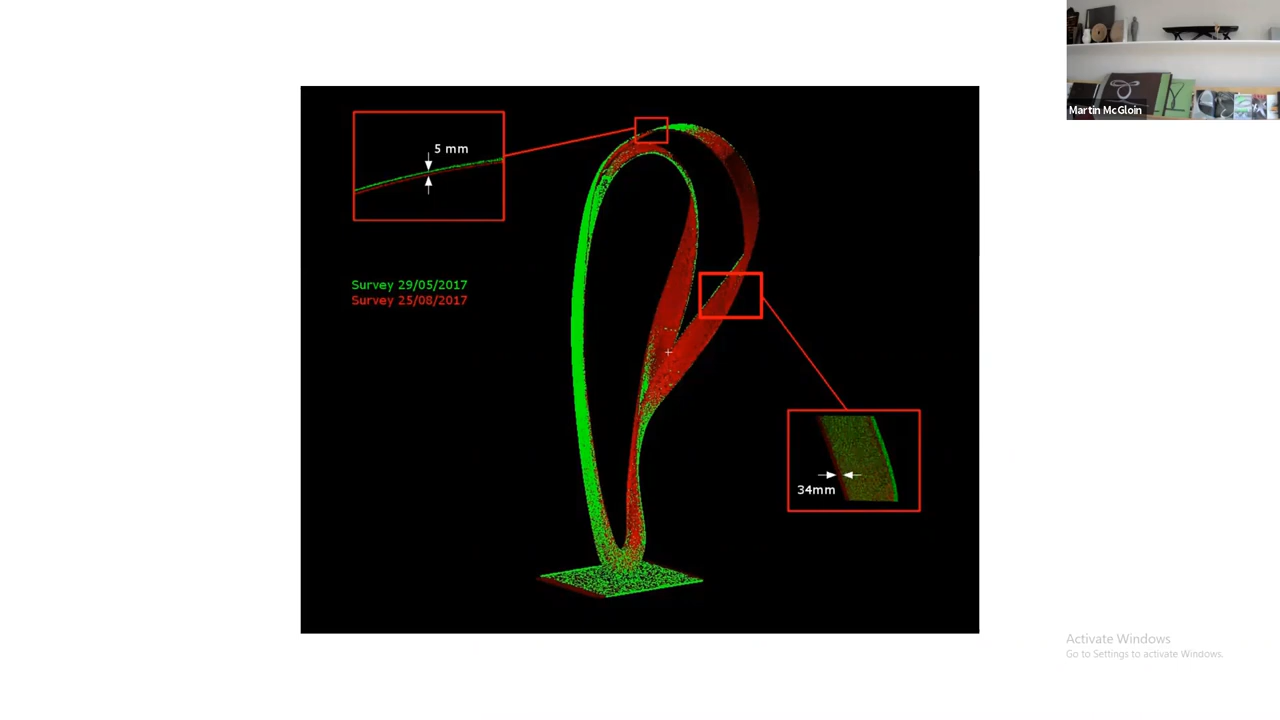 Martin McGloin
5 mm
Survey 29/05/2017
Survey 25/08/2017
34mm
Activate Windows
Go to Settings to activate Windows.